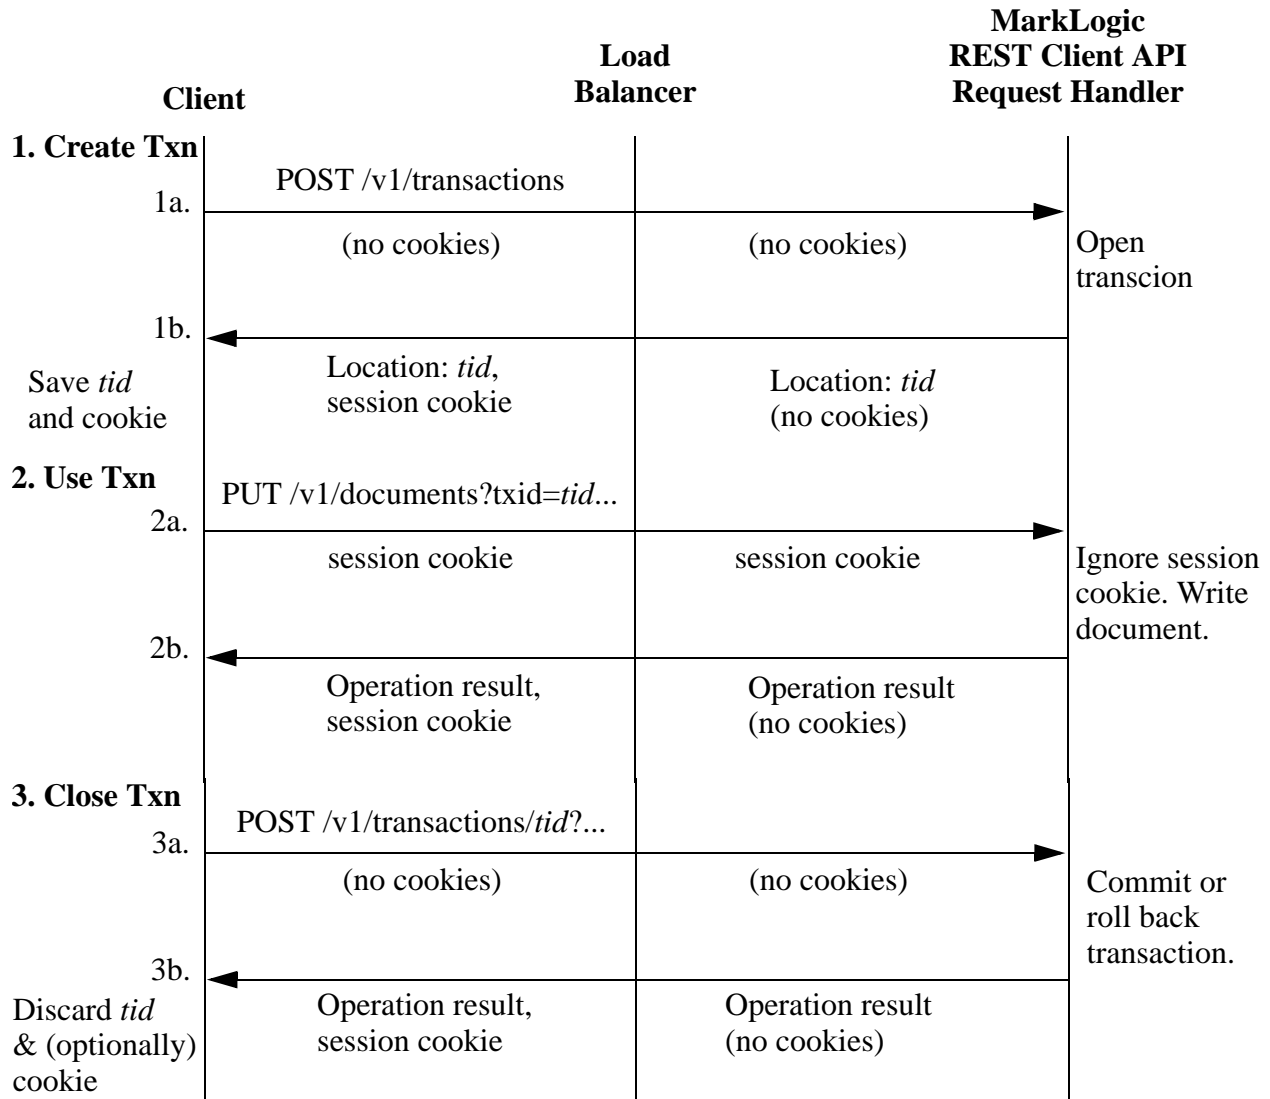 MarkLogic
REST Client API
Request Handler
Load
Balancer
Client
1. Create Txn
POST /v1/transactions
1a.
(no cookies)
(no cookies)
Open
transcion
1b.
Location: tid,
session cookie
Location: tid
(no cookies)
Save tid
and cookie
2. Use Txn
PUT /v1/documents?txid=tid...
2a.
session cookie
session cookie
Ignore session
cookie. Write
document.
2b.
Operation result,
session cookie
Operation result
(no cookies)
3. Close Txn
POST /v1/transactions/tid?...
3a.
(no cookies)
(no cookies)
Commit or
roll back
transaction.
3b.
Operation result,
session cookie
Operation result
(no cookies)
Discard tid
& (optionally)
cookie